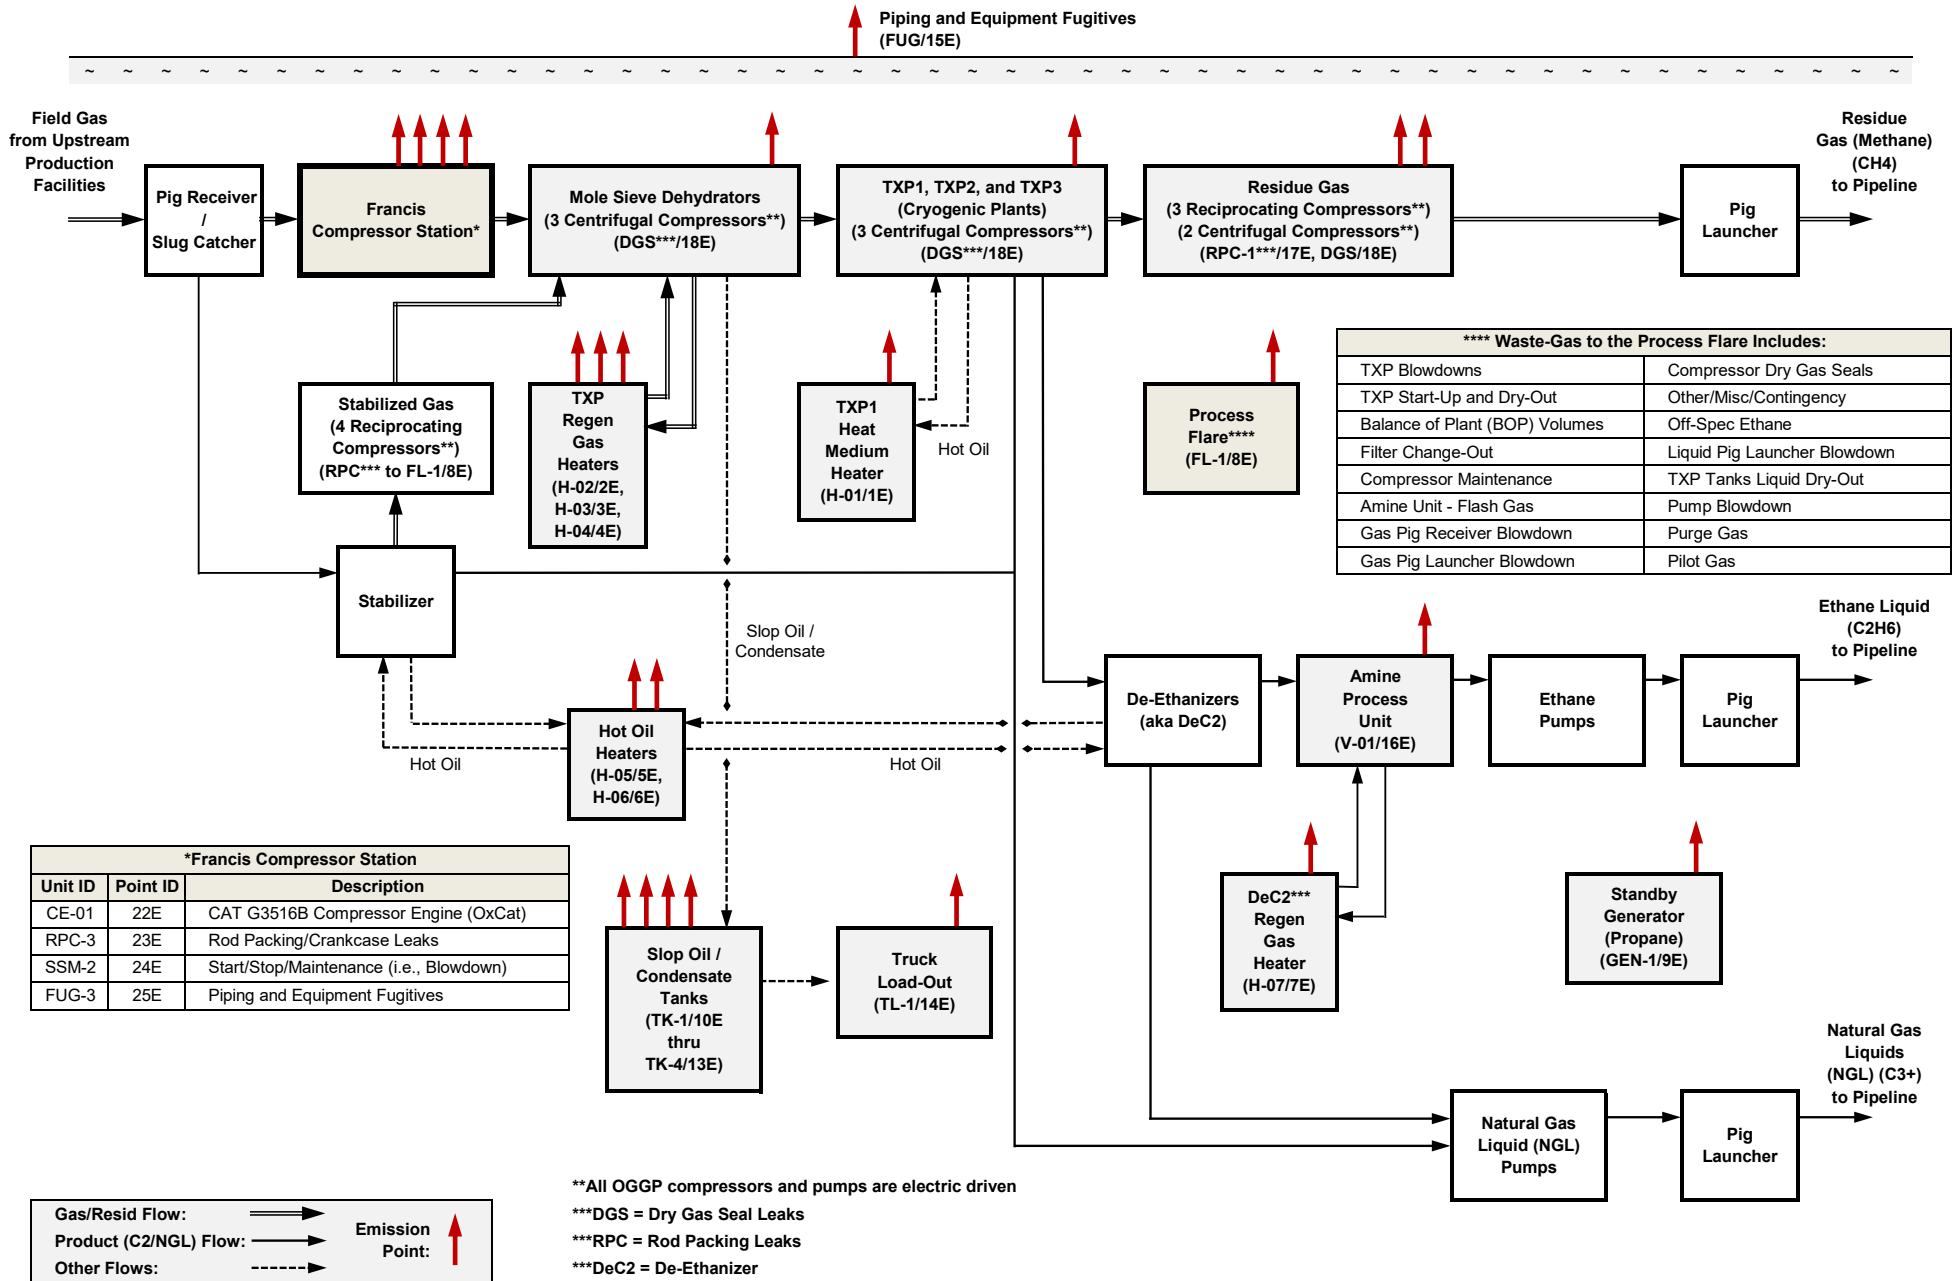 Piping and Equipment Fugitives
(FUG/15E)
~ ~ ~ ~ ~ ~ ~ ~ ~ ~ ~ ~ ~ ~ ~ ~ ~ ~ ~ ~ ~ ~ ~ ~ ~ ~ ~ ~ ~ ~ ~ ~ ~ ~ ~ ~ ~ ~ ~ ~ ~ ~ ~ ~ ~ ~ ~ ~
Field Gas
from Upstream
Production
Facilities
Pig Receiver
/
Slug Catcher
Francis
Compressor Station*
Mole Sieve Dehydrators
(3 Centrifugal Compressors**)
(DGS***/18E)
TXP1, TXP2, and TXP3
(Cryogenic Plants)
(3 Centrifugal Compressors**)
(DGS***/18E)
Residue Gas
(3 Reciprocating Compressors**)
(2 Centrifugal Compressors**)
(RPC-1***/17E, DGS/18E)
Pig
Launcher
Residue
Gas (Methane)
(CH4)
to Pipeline
Stabilized Gas
(4 Reciprocating
Compressors**)
(RPC*** to FL-1/8E)
TXP
Regen
Gas
Heaters
(H-02/2E,
H-03/3E,
H-04/4E)
TXP1
Heat
Medium
Heater
(H-01/1E)
Hot Oil
Process
Flare****
(FL-1/8E)
**** Waste-Gas to the Process Flare Includes:
TXP Blowdowns Compressor Dry Gas Seals
TXP Start-Up and Dry-Out Other/Misc/Contingency
Balance of Plant (BOP) Volumes Off-Spec Ethane
Filter Change-Out Liquid Pig Launcher Blowdown
Compressor Maintenance TXP Tanks Liquid Dry-Out
Amine Unit - Flash Gas Pump Blowdown
Gas Pig Receiver Blowdown Purge Gas
Gas Pig Launcher Blowdown Pilot Gas
Stabilizer
Slop Oil /
Condensate
Hot Oil
Heaters
(H-05/5E,
H-06/6E)
Hot Oil
Hot Oil
De-Ethanizers
(aka DeC2)
Amine
Process
Unit
(V-01/16E)
Ethane
Pumps
Pig
Launcher
Ethane Liquid
(C2H6)
to Pipeline
*Francis Compressor Station
Unit ID Point ID Description
CE-01 22E CAT G3516B Compressor Engine (OxCat)
RPC-3 23E Rod Packing/Crankcase Leaks
SSM-2 24E Start/Stop/Maintenance (i.e., Blowdown)
FUG-3 25E Piping and Equipment Fugitives
Slop Oil /
Condensate
Tanks
(TK-1/10E
thru
TK-4/13E)
Truck
Load-Out
(TL-1/14E)
DeC2***
Regen
Gas
Heater
(H-07/7E)
Standby
Generator
(Propane)
(GEN-1/9E)
Natural Gas
Liquid (NGL)
Pumps
Pig
Launcher
Natural Gas
Liquids
(NGL) (C3+)
to Pipeline
Gas/Resid Flow:
Product (C2/NGL) Flow:
Other Flows:
Emission
Point:
**All OGGP compressors and pumps are electric driven
***DGS = Dry Gas Seal Leaks
***RPC = Rod Packing Leaks
***DeC2 = De-Ethanizer